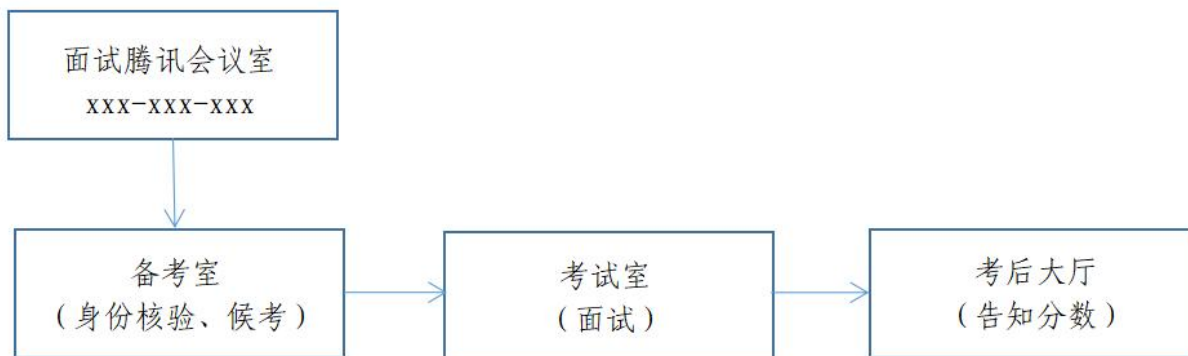 面试腾讯会议室
xxx-xxx-xxx
备考室
（身份核验、候考）
考试室
（面试）
考后大厅
（告知分数）